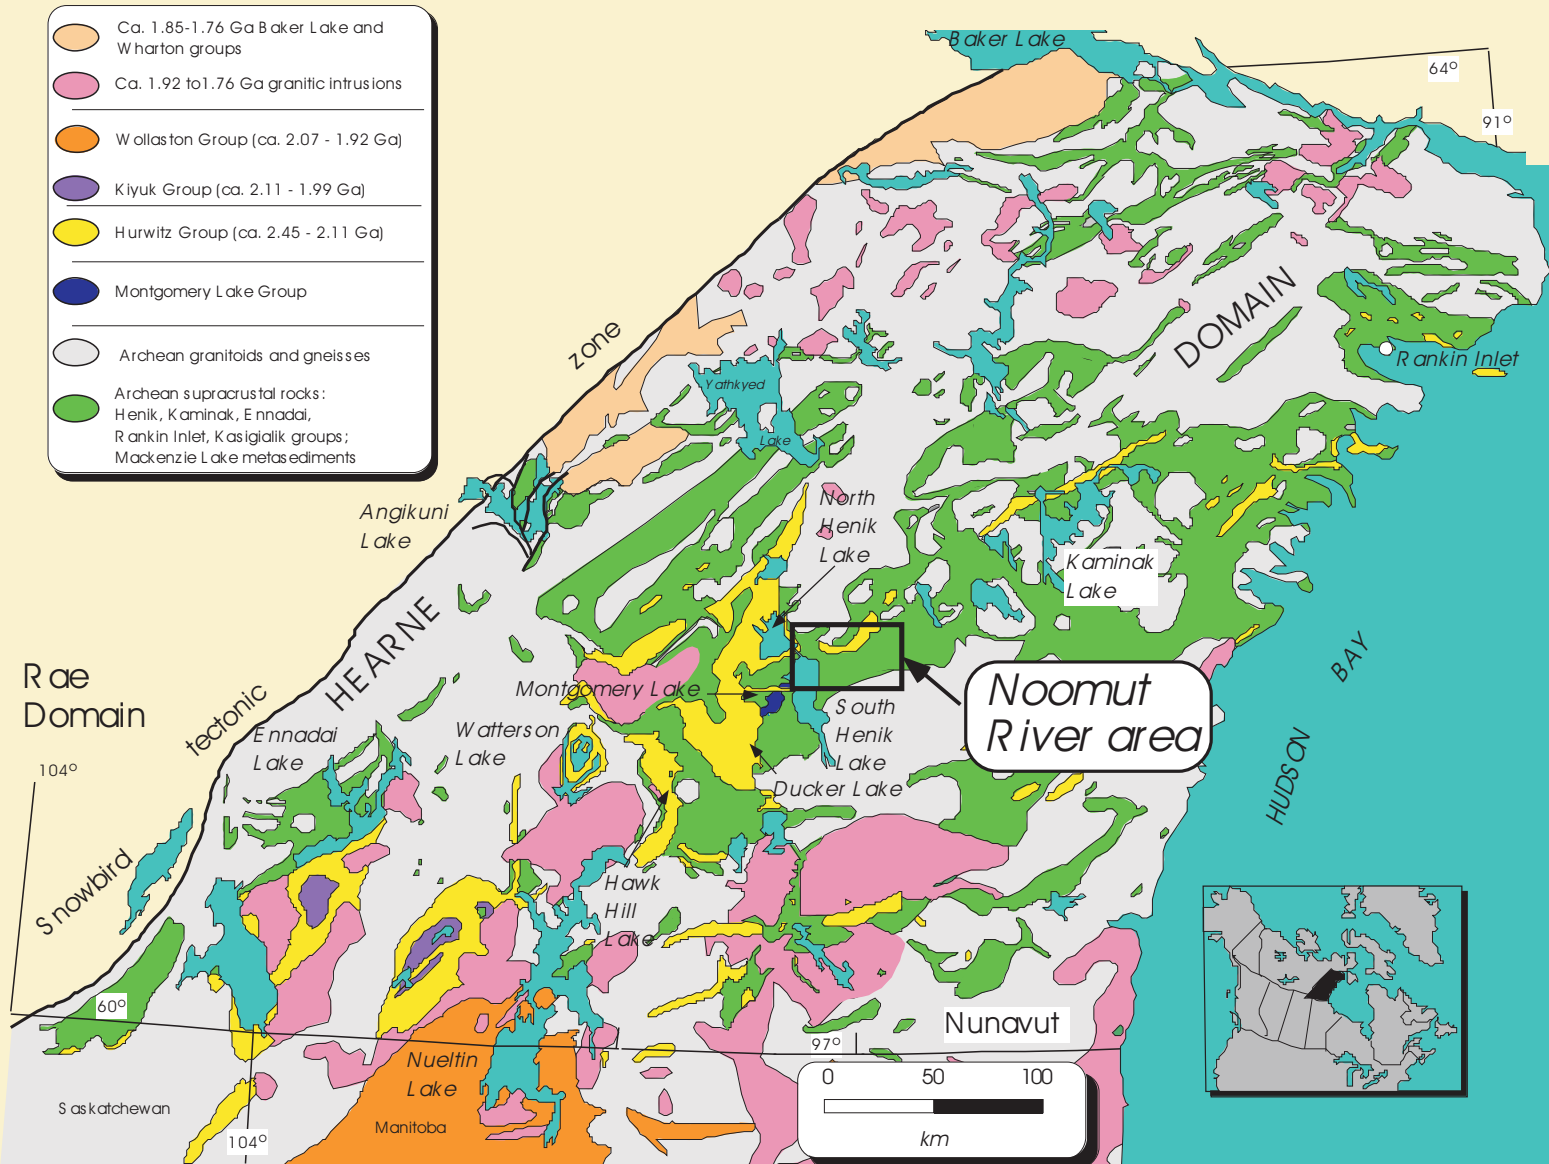 Ca. 1.85-1.76 Ga Baker Lake and
Wharton groups
Ca. 1.92 to1.76 Ga granitic intrusions
Wollaston Group (ca. 2.07 - 1.92 Ga)
Kiyuk Group (ca. 2.11 - 1.99 Ga)
Hurwitz Group (ca. 2.45 - 2.11 Ga)
Montgomery Lake Group
Archean granitoids and gneisses
Archean supracrustal rocks:
Henik, Kaminak, Ennadai,
Rankin Inlet, Kasigialik groups;
Mackenzie Lake metasediments
Baker Lake
64°
91°
zone
DOMAIN
Rankin Inlet
Yathkyed
Lake
Angikuni
Lake
North
Henik
Lake
Kaminak
Lake
HEARNE
Rae
Domain
tectonic
Montgomery Lake
Noomut
River area
South
Henik
Lake
BAY
HUDSON
Ennadai
Lake
Watterson
Lake
104°
Ducker Lake
Snowbird
Hawk
Hill
Lake
60°
Nunavut
97°
Nueltin
Lake
Saskatchewan
Manitoba
104°
0 50 100
km